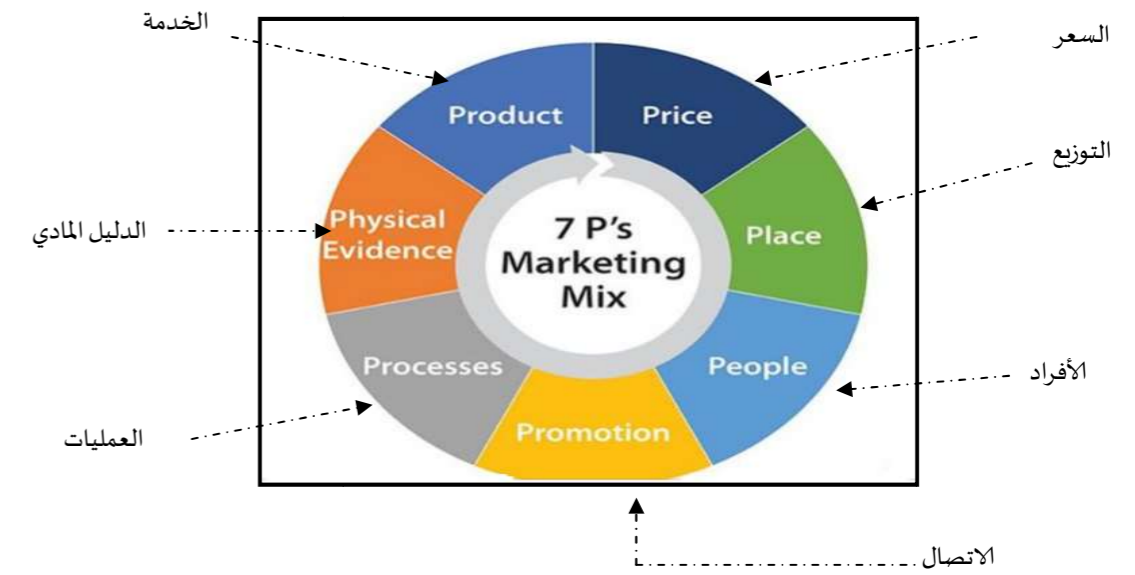 الخدمة
السعر
Product
Price
التوزيع
Physical
Evidence
7 P's
Marketing
Mix
Place
الدليل المادي
Processes
People
الأفراد
Promotion
العمليات
الاتصال